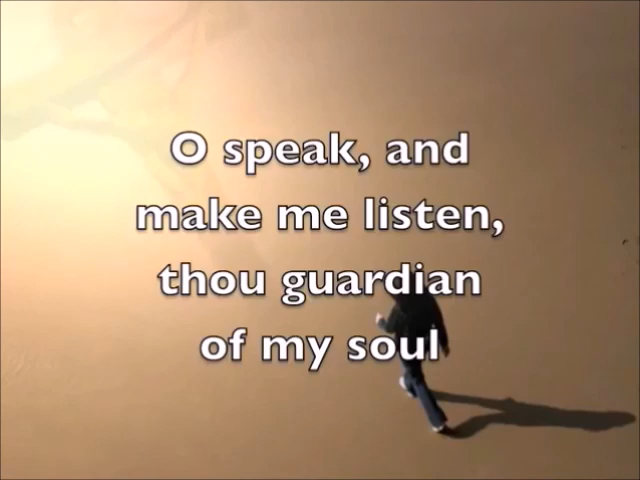 O speak, and
make me listen,
thou guardian
of my soul